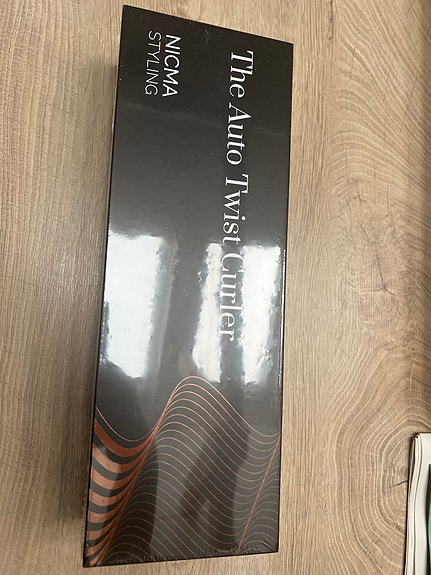 NICMA
STYLING
The Auto Twist Curler